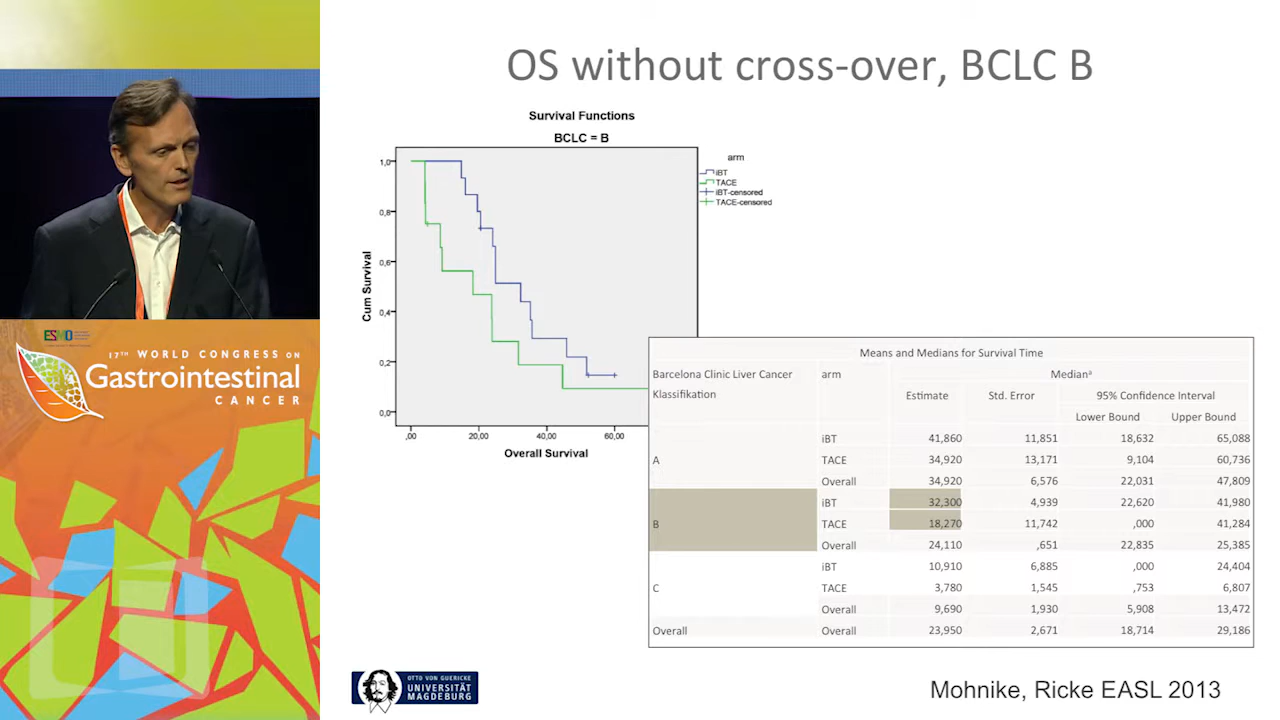 OS without cross-over, BCLC B
Survival Functions
BCLC = B
arm
iBT
TACE
iBT-censored
TACE-censored
Cum Survival
1,0
0,8
0,6
0,4
0,2
0,0
,00 20,00 40,00 60,00
Overall Survival
Means and Medians for Survival Time
Barcelona Clinic Liver Cancer Klassifikation arm Medianª
Estimate Std. Error 95% Confidence Interval
Lower Bound Upper Bound
A iBT 41,860 11,851 18,632 65,088
TACE 34,920 13,171 9,104 60,736
Overall 34,920 6,576 22,031 47,809
B iBT 32,300 4,939 22,620 41,980
TACE 18,270 11,742 ,000 41,284
Overall 24,110 ,651 22,835 25,385
C iBT 10,910 6,885 ,000 24,404
TACE 3,780 1,545 ,753 6,807
Overall 9,690 1,930 5,908 13,472
Overall Overall 23,950 2,671 18,714 29,186
ESMO
17TH WORLD CONGRESS ON
Gastrointestinal
CANCER
OTTO VON GUERICKE
UNIVERSITÄT
MAGDEBURG
Mohnike, Ricke EASL 2013